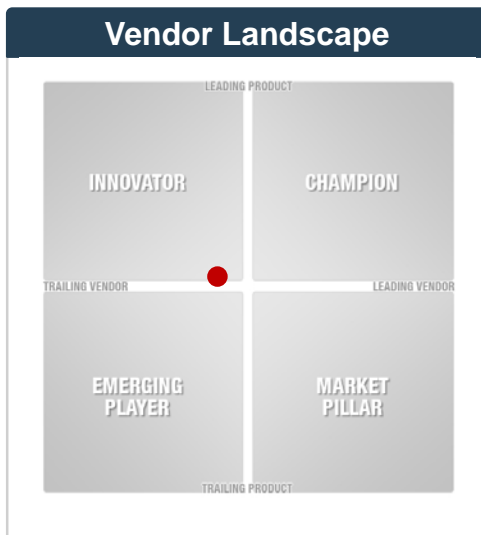 Vendor Landscape
LEADING PRODUCT
INNOVATOR
CHAMPION
TRAILING VENDOR
LEADING VENDOR
EMERGING
PLAYER
MARKET
PILLAR
TRAILING PRODUCT